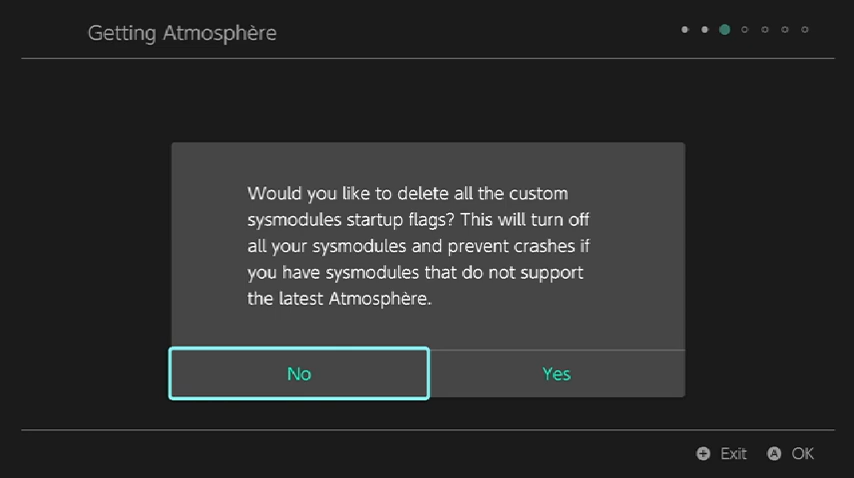 Getting Atmosphère
Would you like to delete all the custom
sysmodules startup flags? This will turn off
all your sysmodules and prevent crashes if
you have sysmodules that do not support
the latest Atmosphère.
No
Yes
Exit
A OK